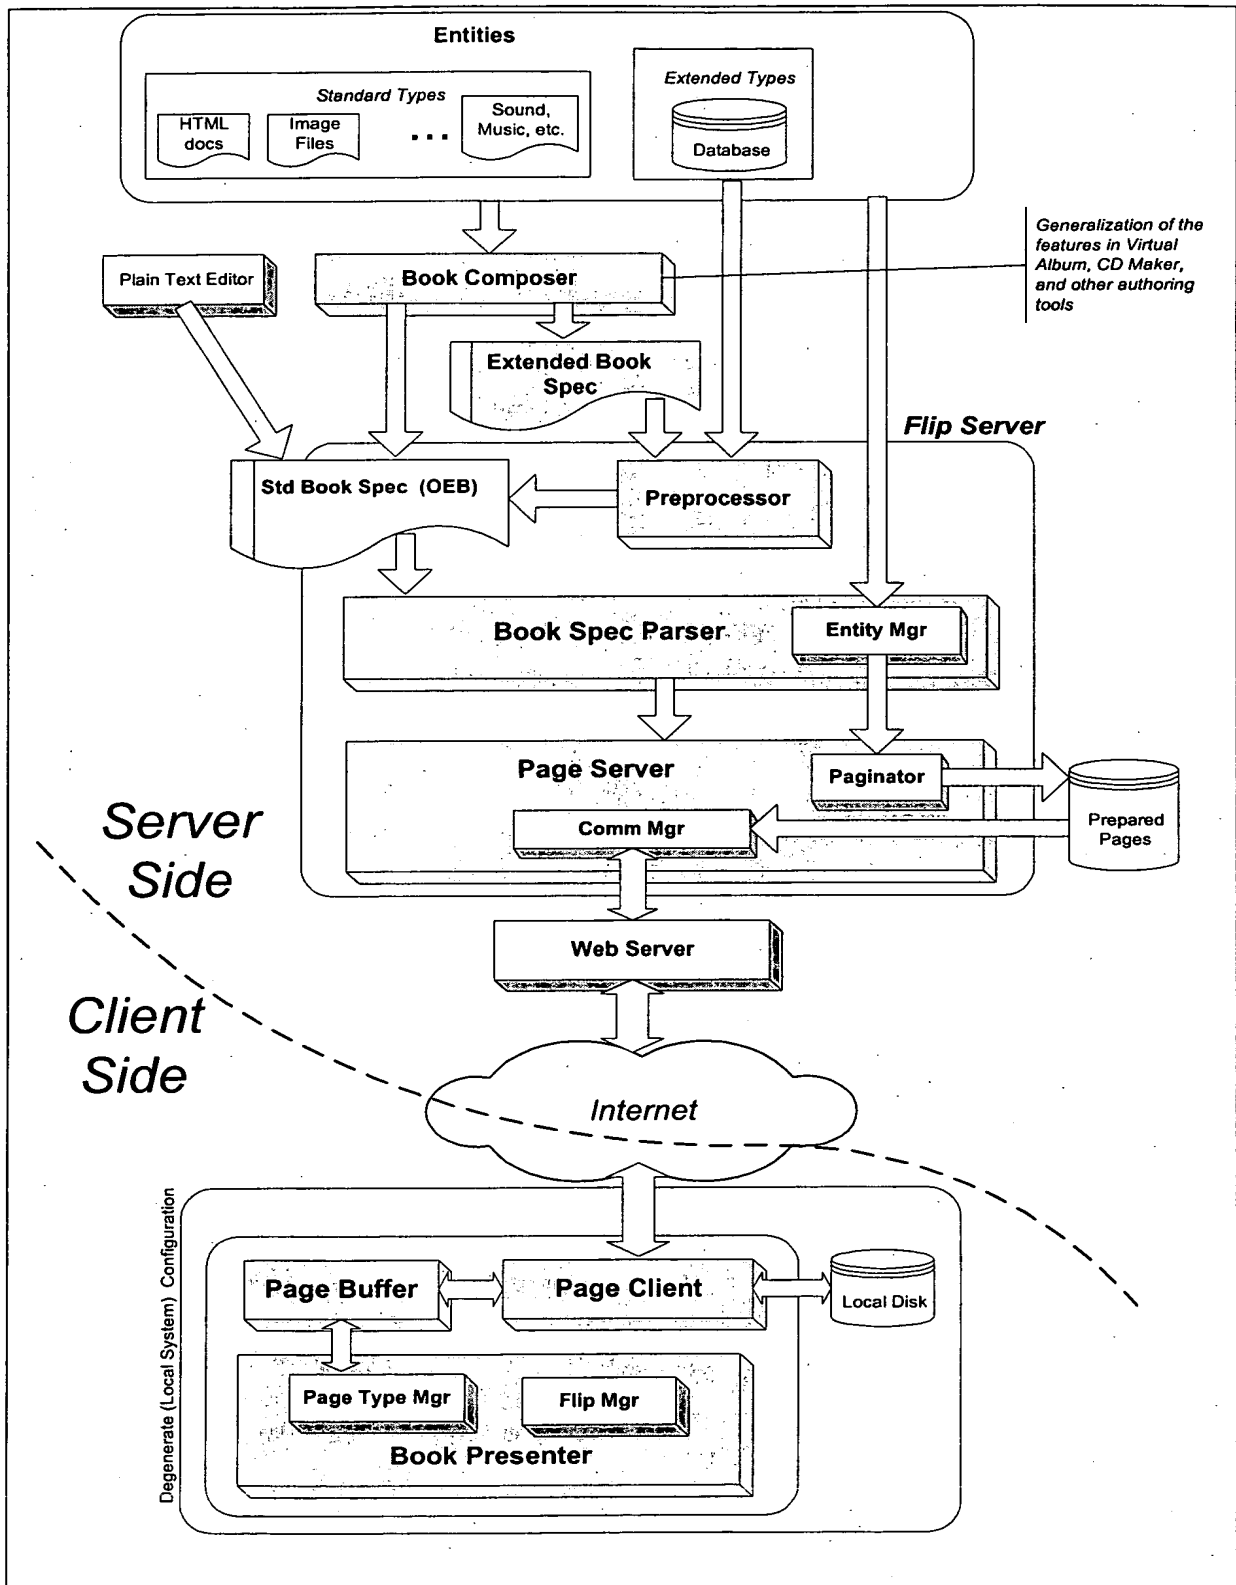 Entities
Standard Types
Extended Types
HTML
docs
Image
Files
...
Sound,
Music, etc.
Database
Generalization of the
features in Virtual
Album, CD Maker,
and other authoring
tools
Plain Text Editor
Book Composer
Extended Book
Spec
Flip Server
Std Book Spec (OEB)
Preprocessor
Book Spec Parser
Entity Mgr
Page Server
Paginator
Comm Mgr
Prepared
Pages
Server
Side
Web Server
Client
Side
Internet
Degenerate (Local System) Configuration
Page Buffer
Page Client
Local Disk
Page Type Mgr
Flip Mgr
Book Presenter